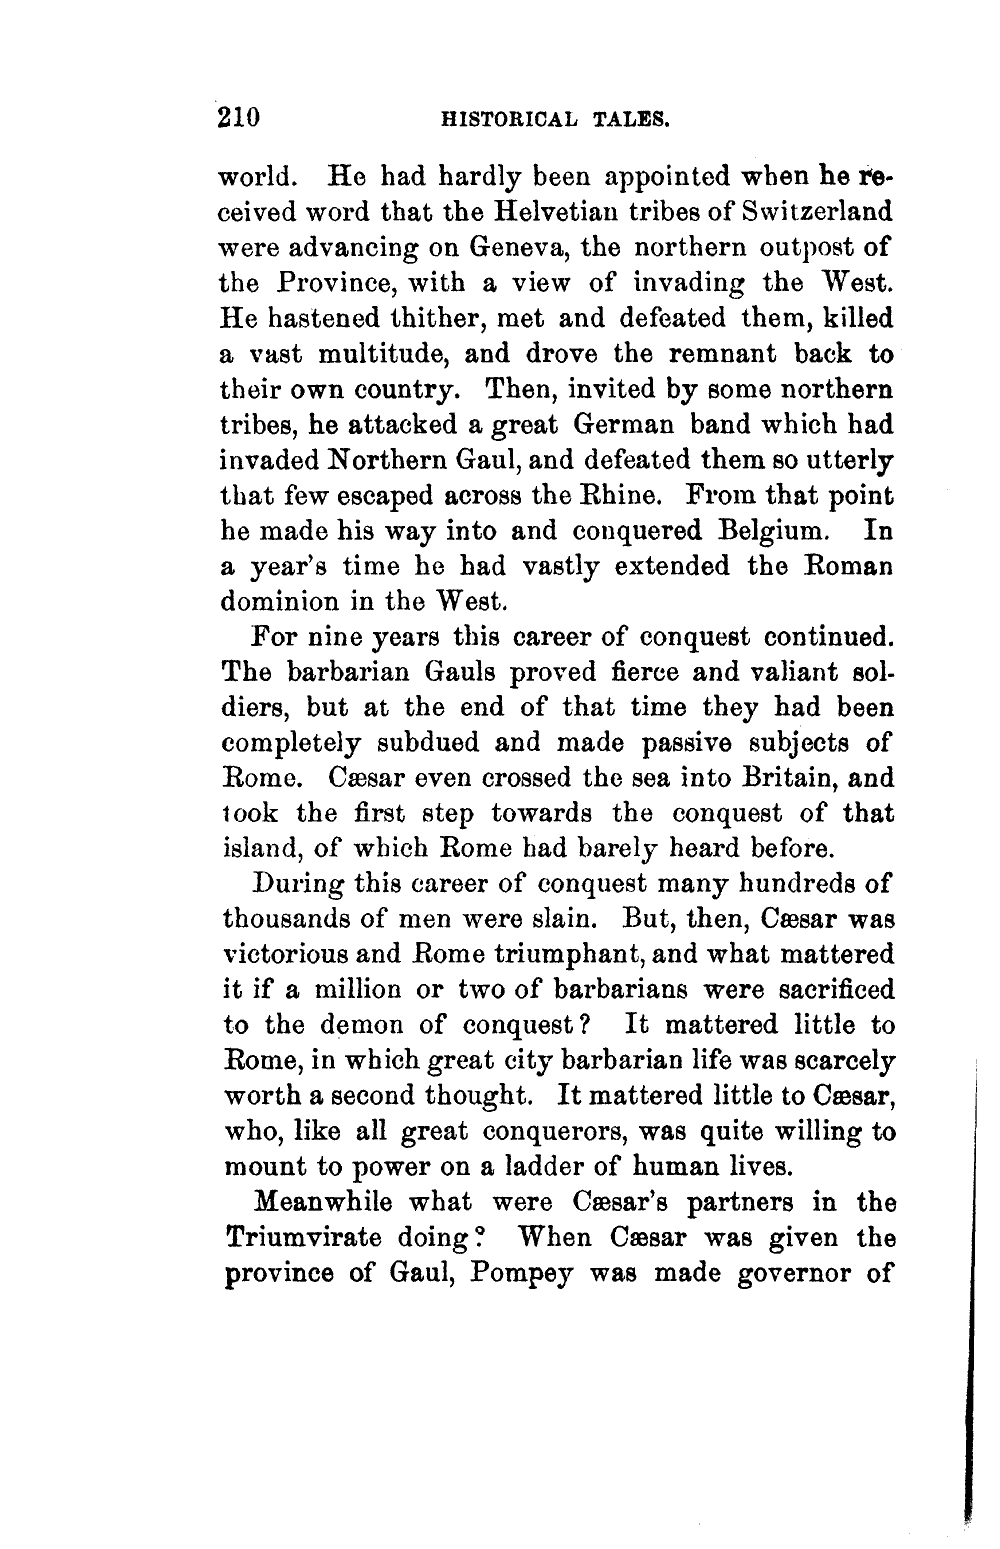 210 HISTORICAL TALES.
world. He had hardly been appointed when he re-
ceived word that the Helvetian tribes of Switzerland
were advancing on Geneva, the northern outpost of
the Province, with a view of invading the West.
He hastened thither, met and defeated them, killed
a vast multitude, and drove the remnant back to
their own country. Then, invited by some northern
tribes, he attacked a great German band which had
invaded Northern Gaul, and defeated them so utterly
that few escaped across the Rhine. From that point
he made his way into and conquered Belgium. In
a year's time he had vastly extended the Roman
dominion in the West.
For nine years this career of conquest continued.
The barbarian Gauls proved fierce and valiant sol-
diers, but at the end of that time they had been
completely subdued and made passive subjects of
Rome. Cæsar even crossed the sea into Britain, and
took the first step towards the conquest of that
island, of which Rome had barely heard before.
During this career of conquest many hundreds of
thousands of men were slain. But, then, Cæsar was
victorious and Rome triumphant, and what mattered
it if a million or two of barbarians were sacrificed
to the demon of conquest? It mattered little to
Rome, in which great city barbarian life was scarcely
worth a second thought. It mattered little to Cæsar,
who, like all great conquerors, was quite willing to
mount to power on a ladder of human lives.
Meanwhile what were Cæsar's partners in the
Triumvirate doing? When Cæsar was given the
province of Gaul, Pompey was made governor of